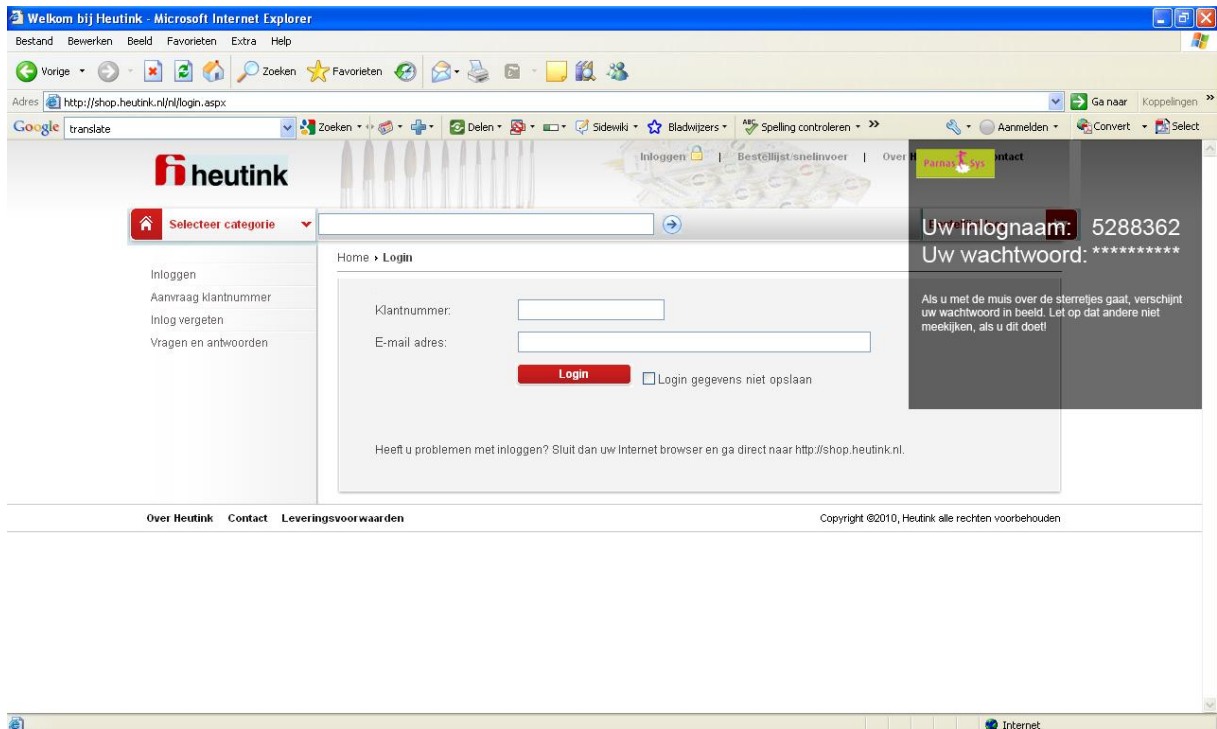 Welkom bij Heutink - Microsoft Internet Explorer
Bestand Bewerken Beeld Favorieten Extra Help
Vorige Zoeken Favorieten
Adres http://shop.heutink.nl/nl/login.aspx Ga naar Koppelingen »
Google translate Zoeken Delen Sidewiki Bladwijzers ABC Spelling controleren » Aanmelden Convert Select
heutink
Inloggen | Bestellijst/snelinvoer | Over H ontact
Parnas Sys
Selecteer categorie
Uw inlognaam: 5288362
Uw wachtwoord: **********
Als u met de muis over de sterretjes gaat, verschijnt
uw wachtwoord in beeld. Let op dat andere niet
meekijken, als u dit doet!
Home › Login
Inloggen
Aanvraag klantnummer
Inlog vergeten
Vragen en antwoorden
Klantnummer:
E-mail adres:
Login Login gegevens niet opslaan
Heeft u problemen met inloggen? Sluit dan uw Internet browser en ga direct naar http://shop.heutink.nl.
Over Heutink Contact Leveringsvoorwaarden Copyright ©2010, Heutink alle rechten voorbehouden
Internet